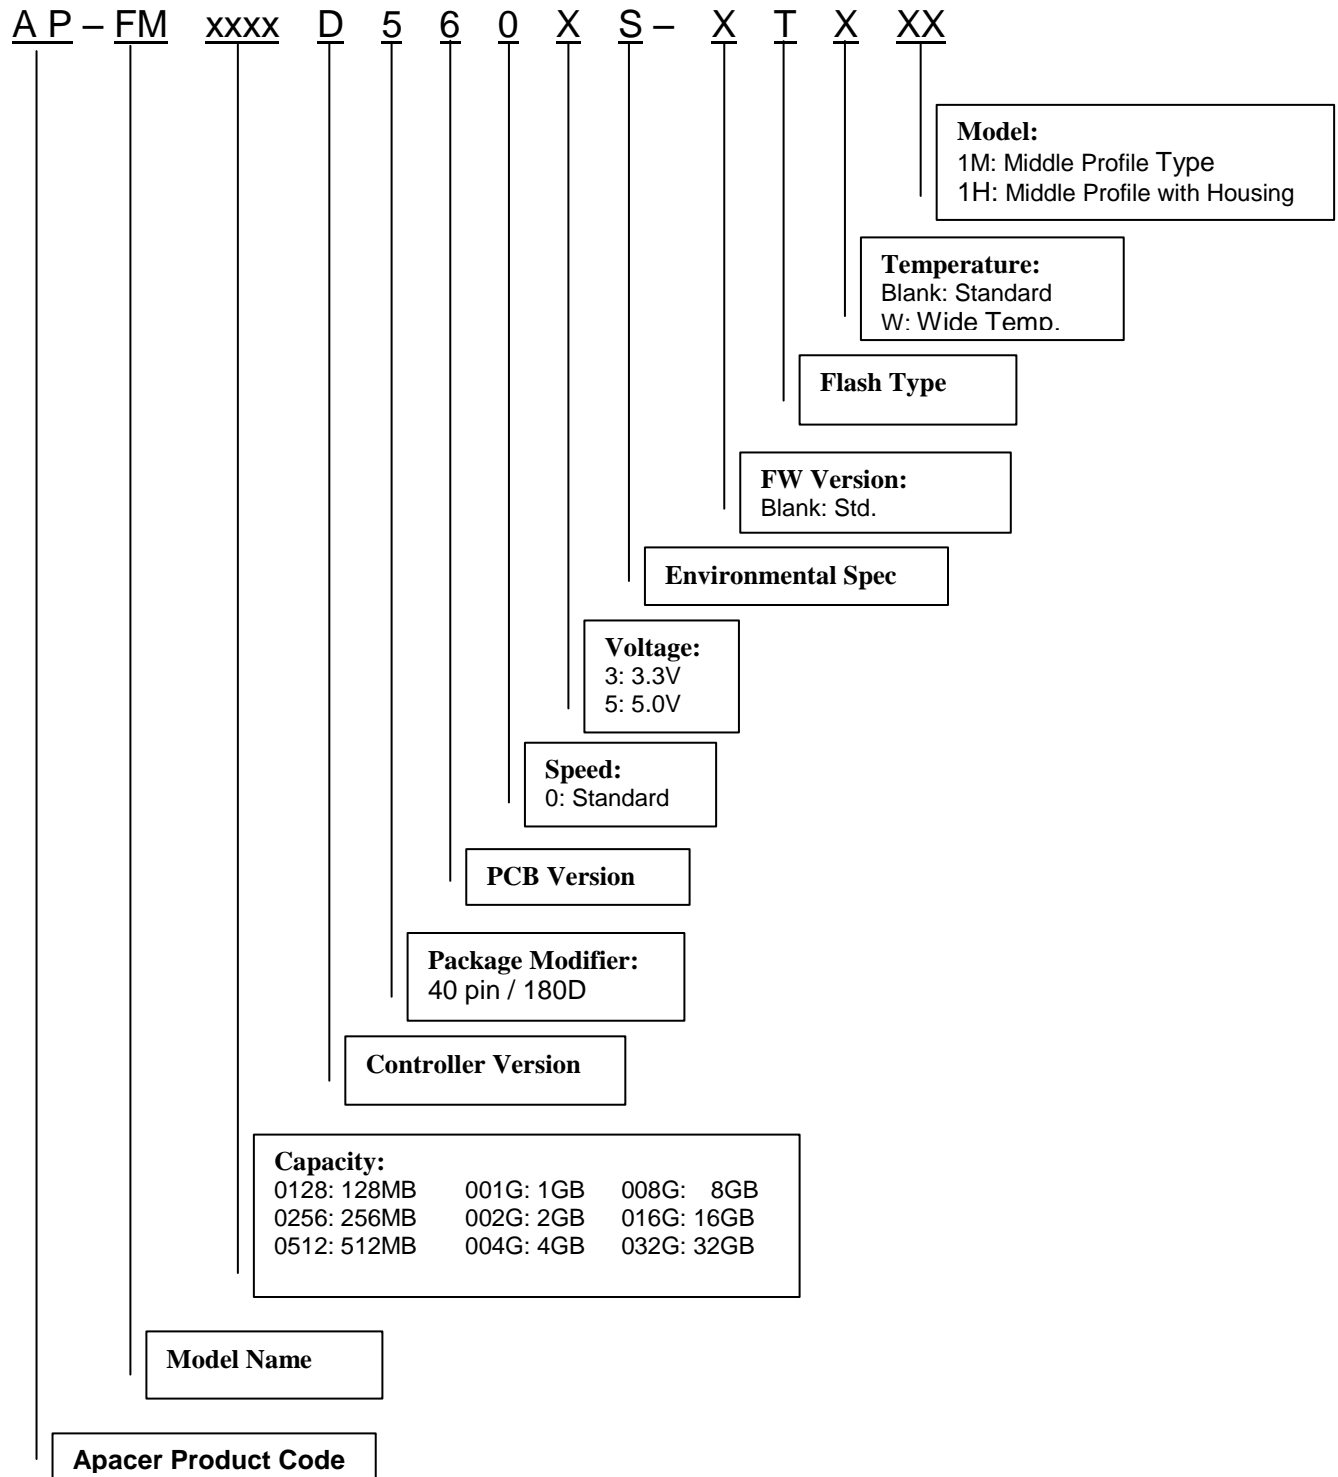 AP–FM xxxx D 5 6 0 X S– X T X XX
Model:
1M: Middle Profile Type
1H: Middle Profile with Housing
Temperature:
Blank: Standard
W: Wide Temp.
Flash Type
FW Version:
Blank: Std.
Environmental Spec
Voltage:
3: 3.3V
5: 5.0V
Speed:
0: Standard
PCB Version
Package Modifier:
40 pin / 180D
Controller Version
Capacity:
0128: 128MB 001G: 1GB 008G: 8GB
0256: 256MB 002G: 2GB 016G: 16GB
0512: 512MB 004G: 4GB 032G: 32GB
Model Name
Apacer Product Code